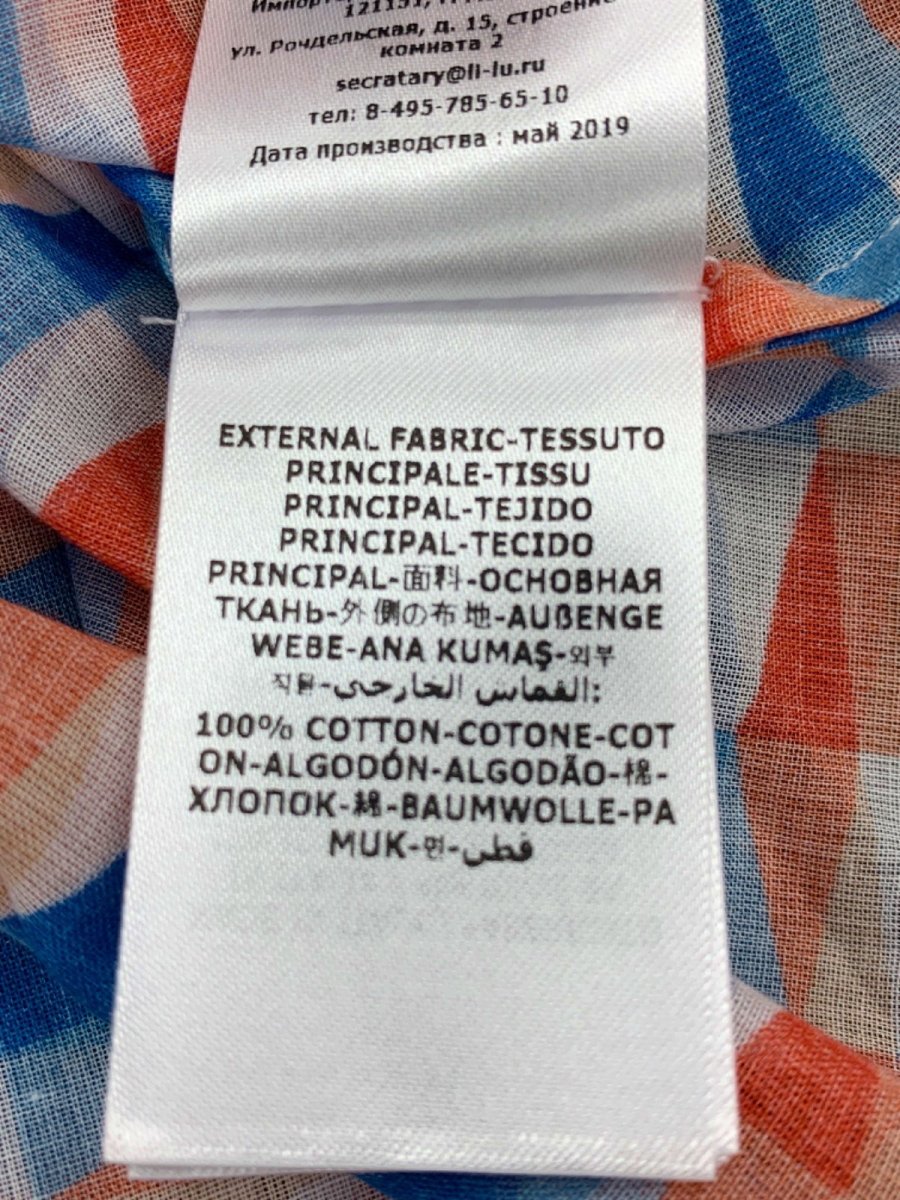 121151,
ул. Рочдельская, д. 15, строение
комната 2
secratary@li-lu.ru
тел: 8-495-785-65-10
Дата производства : май 2019
EXTERNAL FABRIC-TESSUTO
PRINCIPALE-TISSU
PRINCIPAL-TEJIDO
PRINCIPAL-TECIDO
PRINCIPAL-面料-ОСНОВНАЯ
ТКАНЬ-外側の布地-AUßENGE
WEBE-ANA KUMAŞ-외부
직물-القماش الخارجي:
100% COTTON-COTONE-COT
ON-ALGODÓN-ALGODÃO-棉-
ХЛОПОК-綿-BAUMWOLLE-PA
MUK-면-قطن